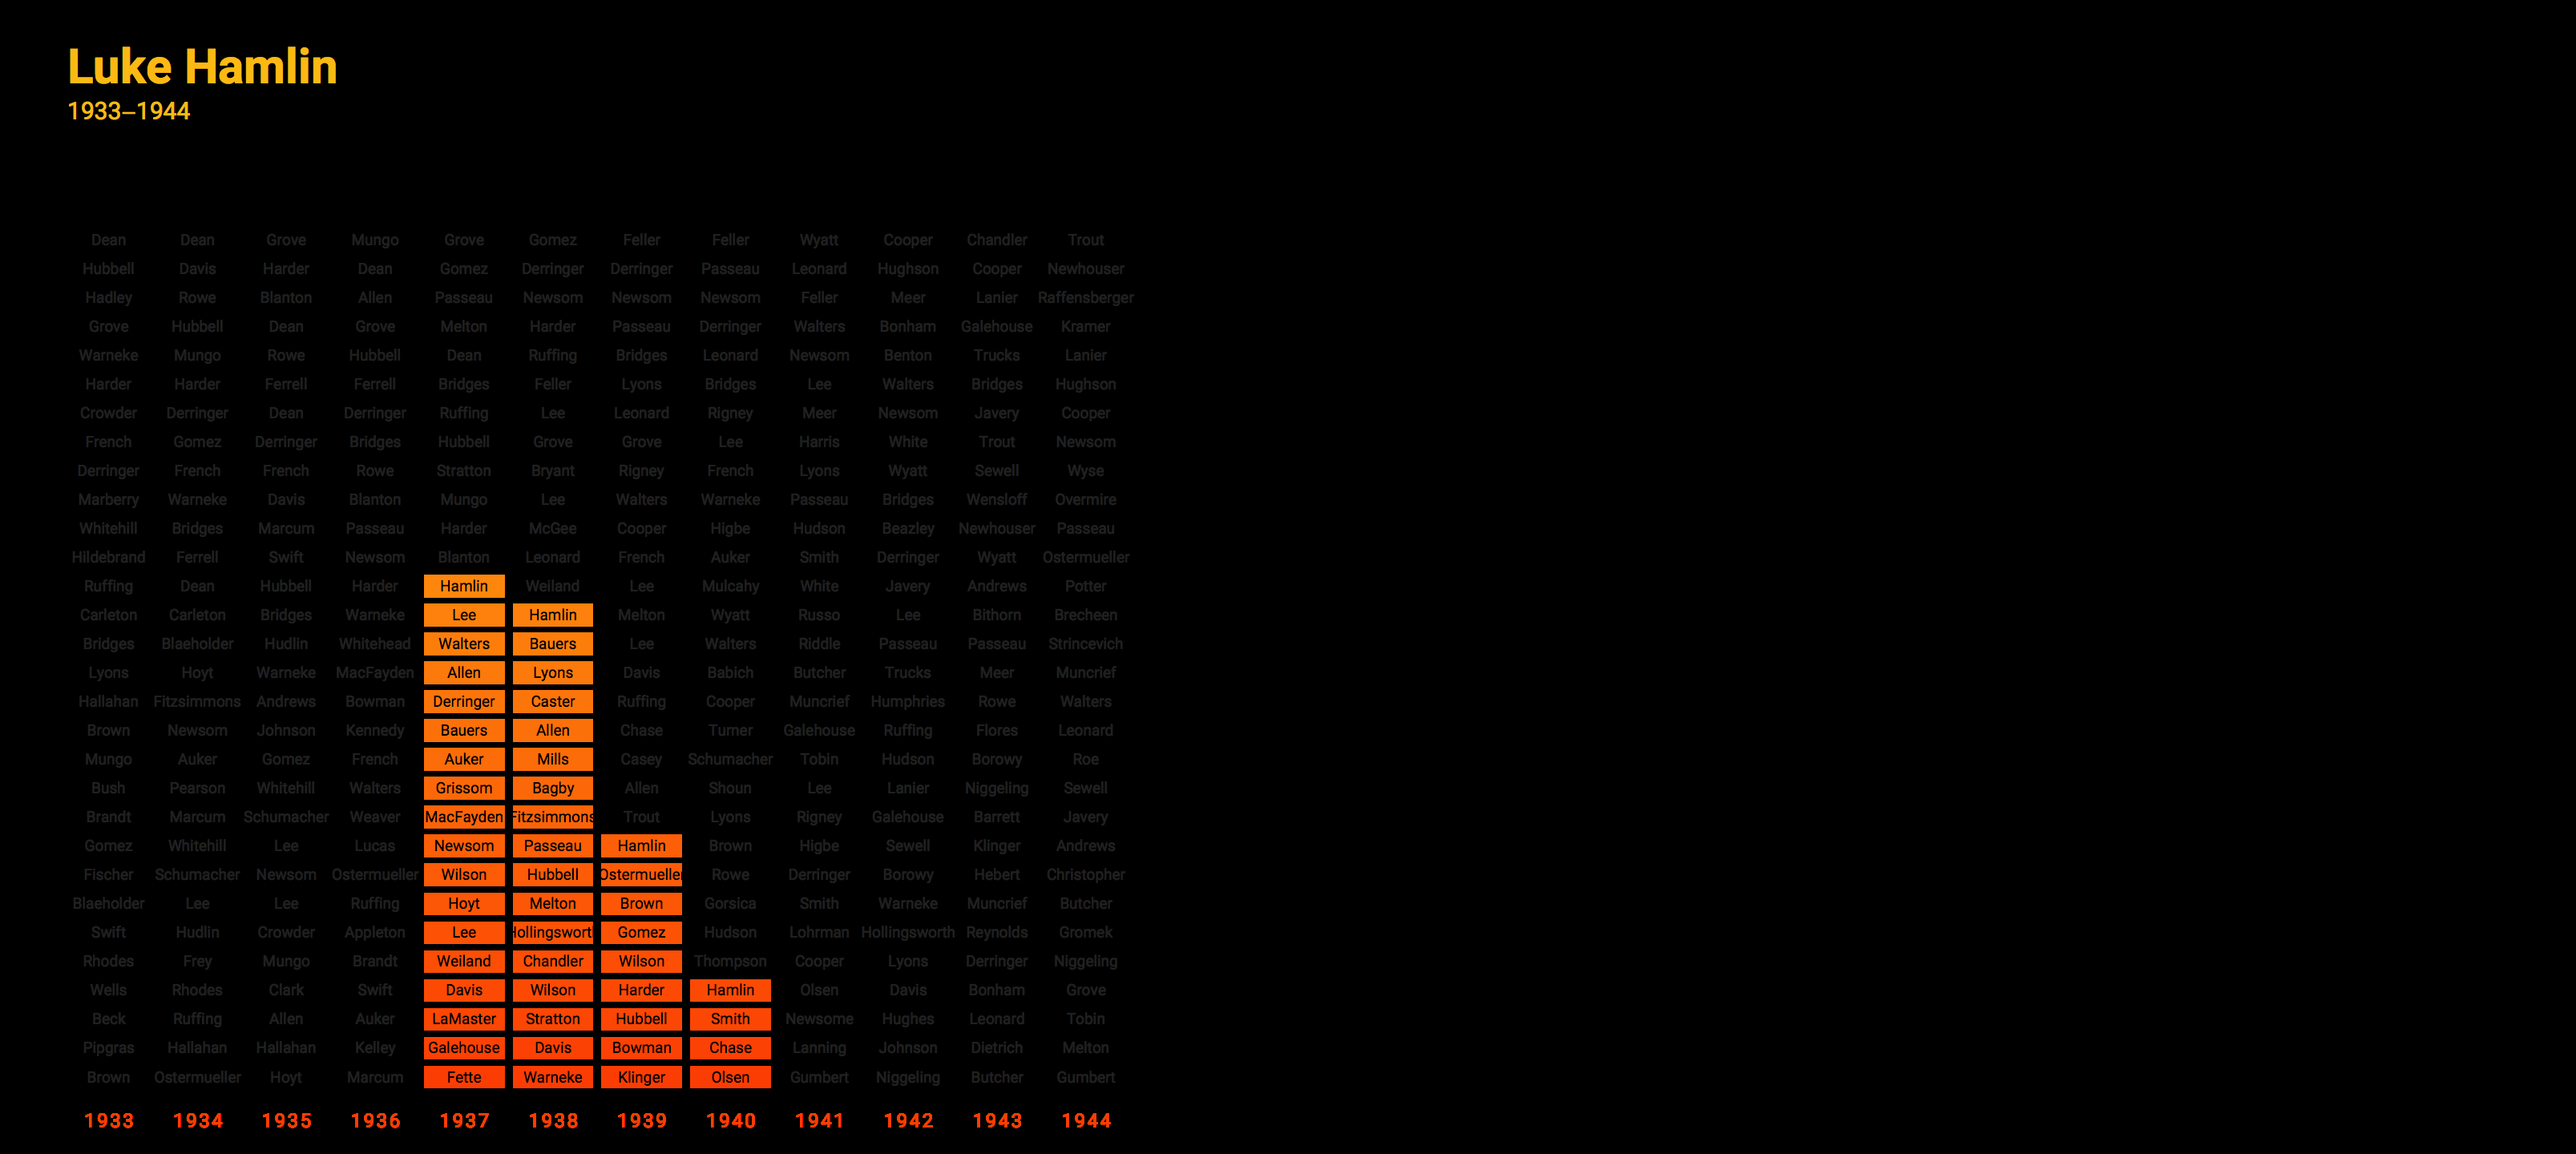 Luke Hamlin
1933–1944
Dean Dean Grove Mungo Grove Gomez Feller Feller Wyatt Cooper Chandler Trout
Hubbell Davis Harder Dean Gomez Derringer Derringer Passeau Leonard Hughson Cooper Newhouser
Hadley Rowe Blanton Allen Passeau Newsom Newsom Newsom Feller Meer Lanier Raffensberger
Grove Hubbell Dean Grove Melton Harder Passeau Derringer Walters Bonham Galehouse Kramer
Warneke Mungo Rowe Hubbell Dean Ruffing Bridges Leonard Newsom Benton Trucks Lanier
Harder Harder Ferrell Ferrell Bridges Feller Lyons Bridges Lee Walters Bridges Hughson
Crowder Derringer Dean Derringer Ruffing Lee Leonard Rigney Meer Newsom Javery Cooper
French Gomez Derringer Bridges Hubbell Grove Grove Lee Harris White Trout Newsom
Derringer French French Rowe Stratton Bryant Rigney French Lyons Wyatt Sewell Wyse
Marberry Warneke Davis Blanton Mungo Lee Walters Warneke Passeau Bridges Wensloff Overmire
Whitehill Bridges Marcum Passeau Harder McGee Cooper Higbe Hudson Beazley Newhouser Passeau
Hildebrand Ferrell Swift Newsom Blanton Leonard French Auker Smith Derringer Wyatt Ostermueller
Ruffing Dean Hubbell Harder Hamlin Weiland Lee Mulcahy White Javery Andrews Potter
Carleton Carleton Bridges Warneke Lee Hamlin Melton Wyatt Russo Lee Bithorn Brecheen
Bridges Blaeholder Hudlin Whitehead Walters Bauers Lee Walters Riddle Passeau Passeau Strincevich
Lyons Hoyt Warneke MacFayden Allen Lyons Davis Babich Butcher Trucks Meer Muncrief
Hallahan Fitzsimmons Andrews Bowman Derringer Caster Ruffing Cooper Muncrief Humphries Rowe Walters
Brown Newsom Johnson Kennedy Bauers Allen Chase Turner Galehouse Ruffing Flores Leonard
Mungo Auker Gomez French Auker Mills Casey Schumacher Tobin Hudson Borowy Roe
Bush Pearson Whitehill Walters Grissom Bagby Allen Shoun Lee Lanier Niggeling Sewell
Brandt Marcum Schumacher Weaver MacFayden Fitzsimmons Trout Lyons Rigney Galehouse Barrett Javery
Gomez Whitehill Lee Lucas Newsom Passeau Hamlin Brown Higbe Sewell Klinger Andrews
Fischer Schumacher Newsom Ostermueller Wilson Hubbell Ostermueller Rowe Derringer Borowy Hebert Christopher
Blaeholder Lee Lee Ruffing Hoyt Melton Brown Gorsica Smith Warneke Muncrief Butcher
Swift Hudlin Crowder Appleton Lee Hollingsworth Gomez Hudson Lohrman Hollingsworth Reynolds Gromek
Rhodes Frey Mungo Brandt Weiland Chandler Wilson Thompson Cooper Lyons Derringer Niggeling
Wells Rhodes Clark Swift Davis Wilson Harder Hamlin Olsen Davis Bonham Grove
Beck Ruffing Allen Auker LaMaster Stratton Hubbell Smith Newsome Hughes Leonard Tobin
Pipgras Hallahan Hallahan Kelley Galehouse Davis Bowman Chase Lanning Johnson Dietrich Melton
Brown Ostermueller Hoyt Marcum Fette Warneke Klinger Olsen Gumbert Niggeling Butcher Gumbert
1933 1934 1935 1936 1937 1938 1939 1940 1941 1942 1943 1944